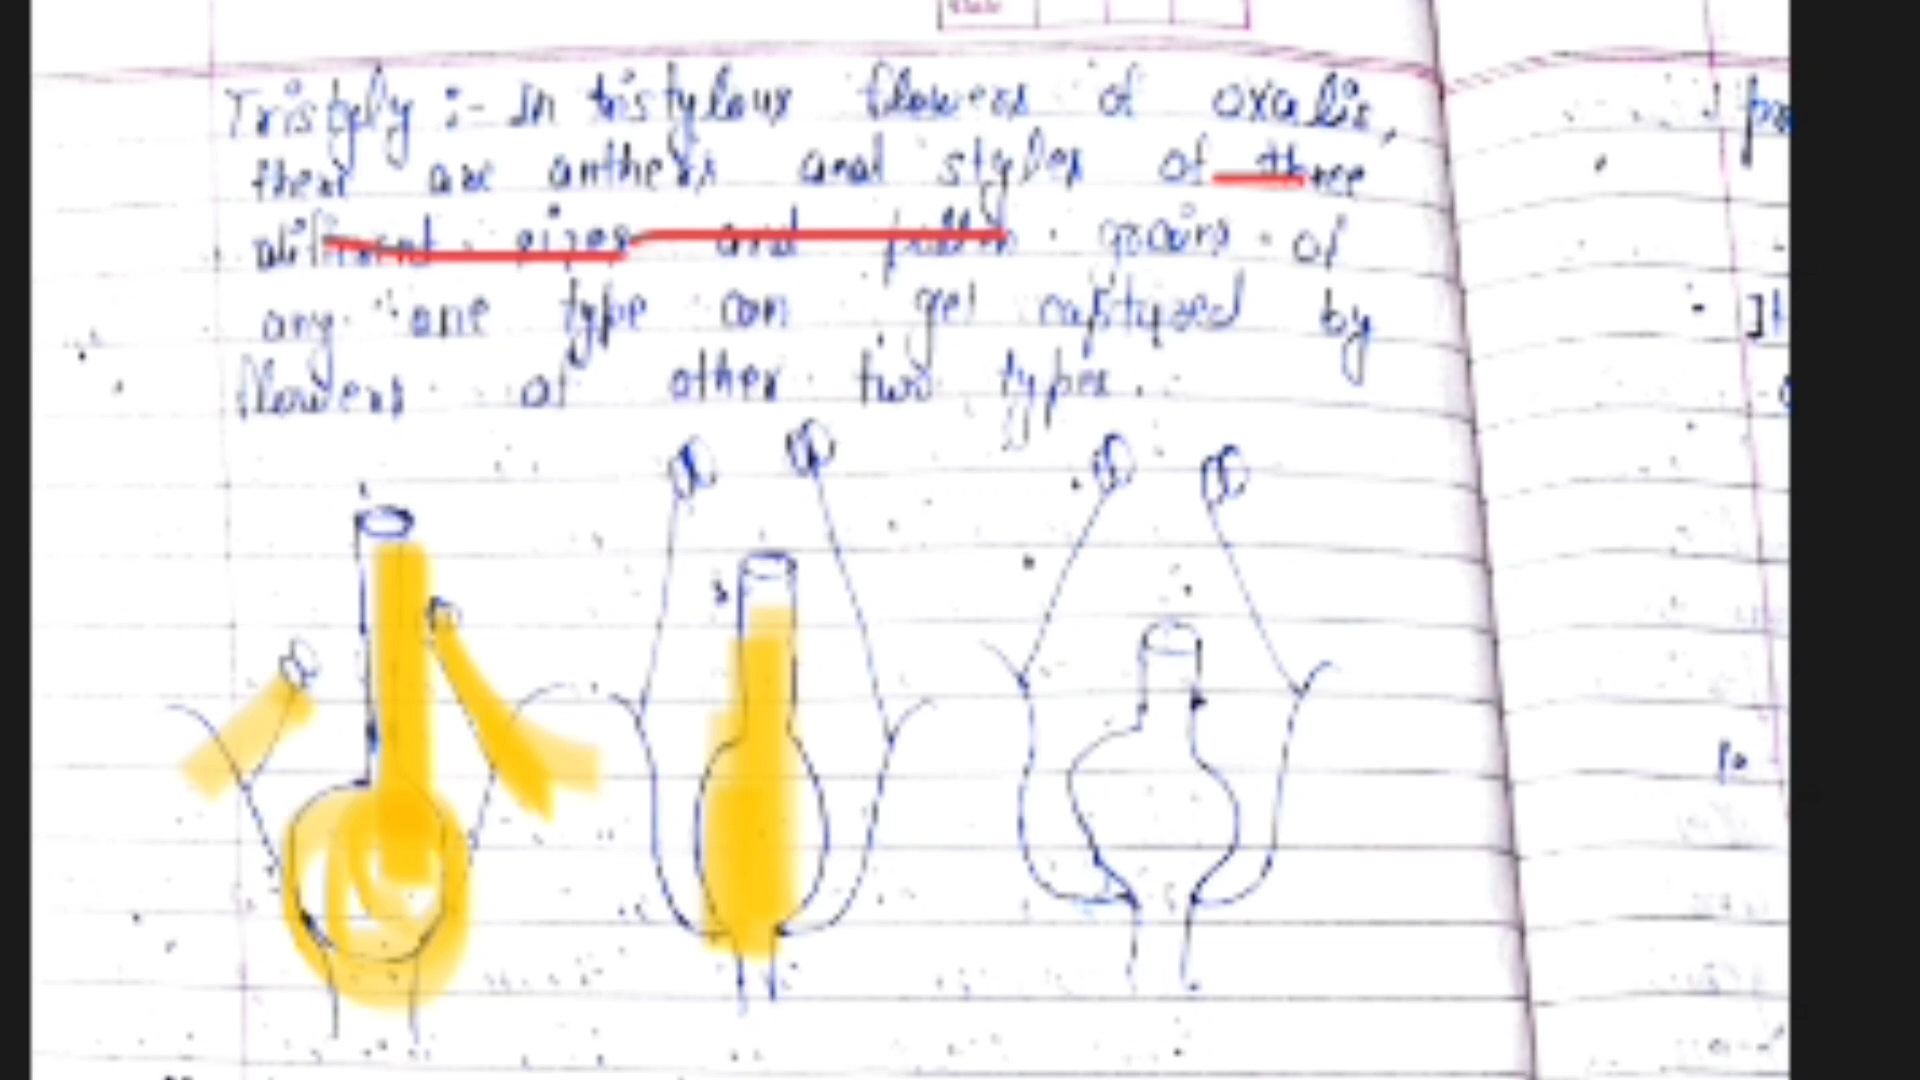 Tristyly :- In tristylous flowers of oxalis,
there are anthers and styles of three
different sizes and pollen grains of
any one type can get captured by
flowers of other two types.
It